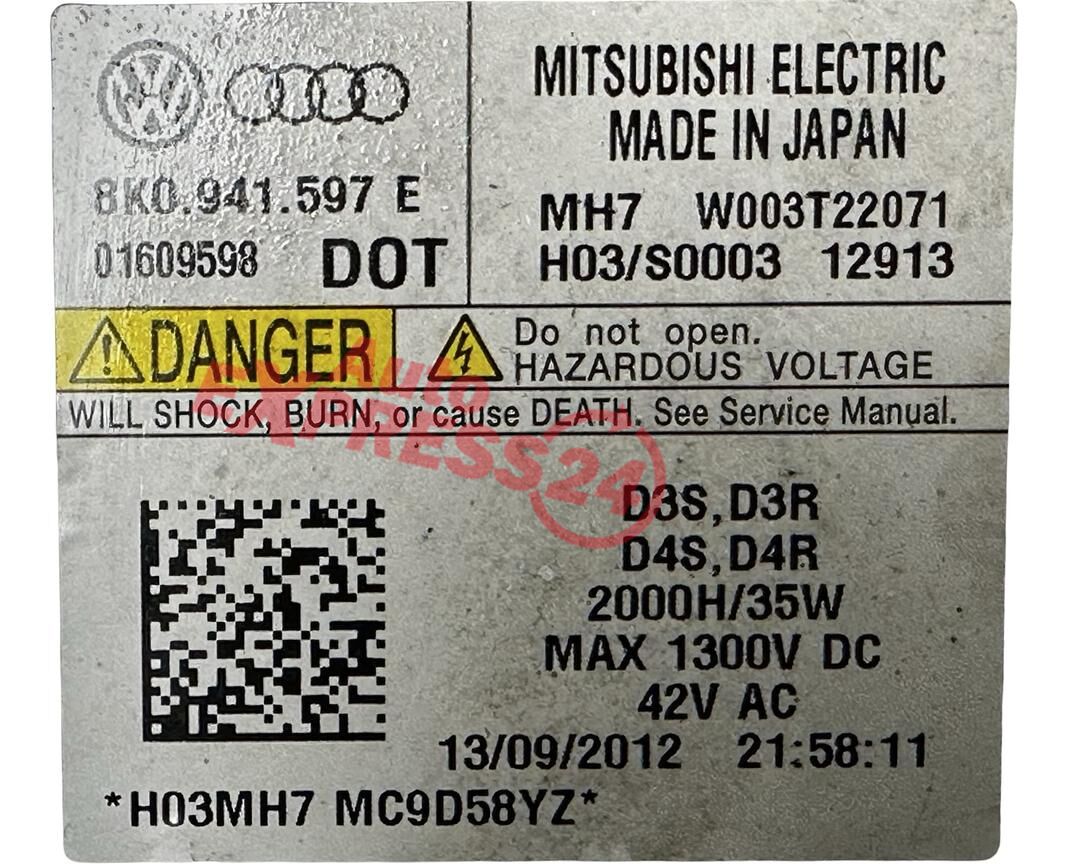 8K0.941.597 E
01609598 DOT
MITSUBISHI ELECTRIC
MADE IN JAPAN
MH7 W003T22071
H03/S0003 12913
DANGER
Do not open.
HAZARDOUS VOLTAGE
WILL SHOCK, BURN, or cause DEATH. See Service Manual.
Auto
EXPRESS24
D3S,D3R
D4S,D4R
2000H/35W
MAX 1300V DC
42V AC
13/09/2012 21:58:11
*H03MH7 MC9D58YZ*